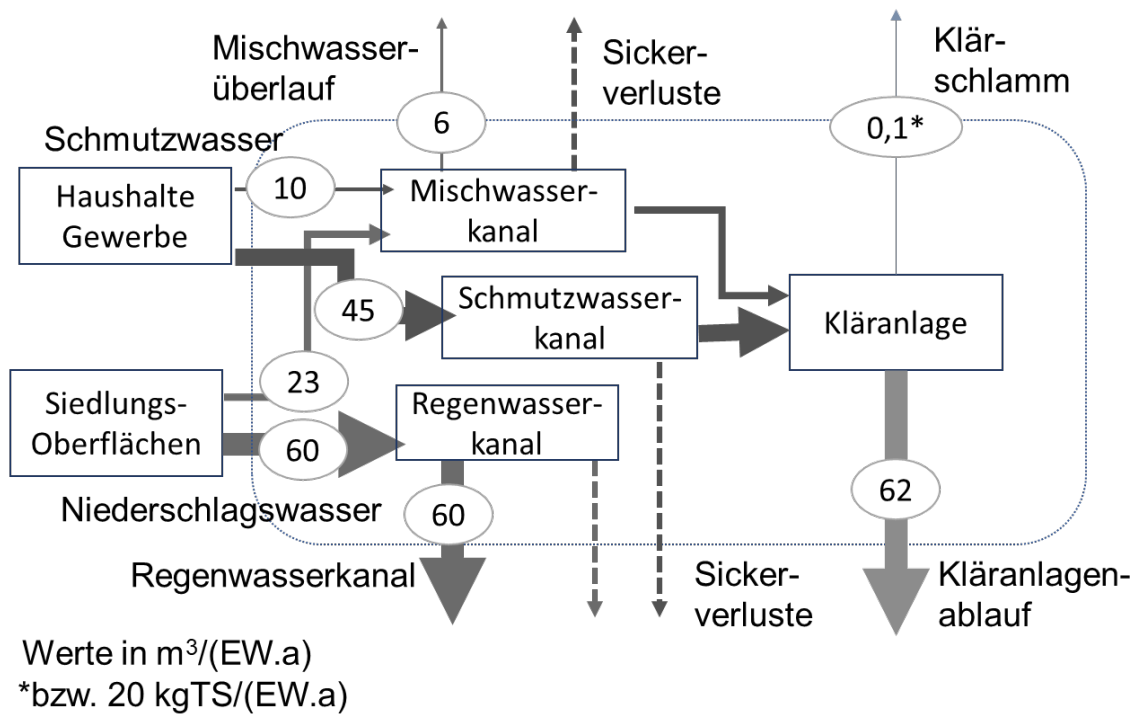 Mischwasser-
überlauf
Sicker-
verluste
Klär-
schlamm
6
0,1*
Schmutzwasser
10
Haushalte
Gewerbe
Mischwasser-
kanal
45
Schmutzwasser-
kanal
Kläranlage
23
Siedlungs-
Oberflächen
60
Regenwasser-
kanal
62
Niederschlagswasser
60
Regenwasserkanal
Sicker-
verluste
Kläranlagen-
ablauf
Werte in m³/(EW.a)
*bzw. 20 kgTS/(EW.a)